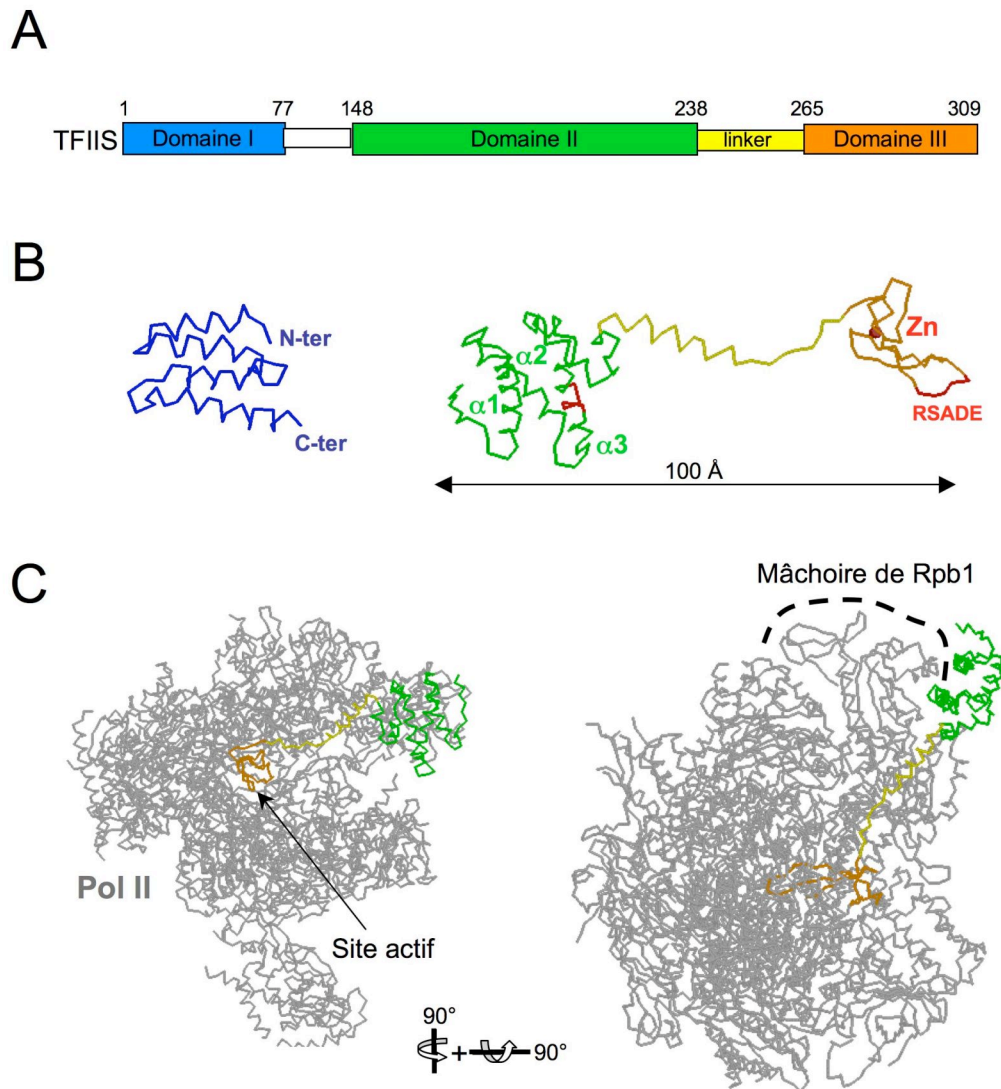 A
1 77 148 238 265 309
TFIIS Domaine I Domaine II linker Domaine III
B
N-ter
C-ter
α1
α2
α3
Zn
RSADE
100 Å
C
Mâchoire de Rpb1
Pol II
Site actif
90°
+ 90°